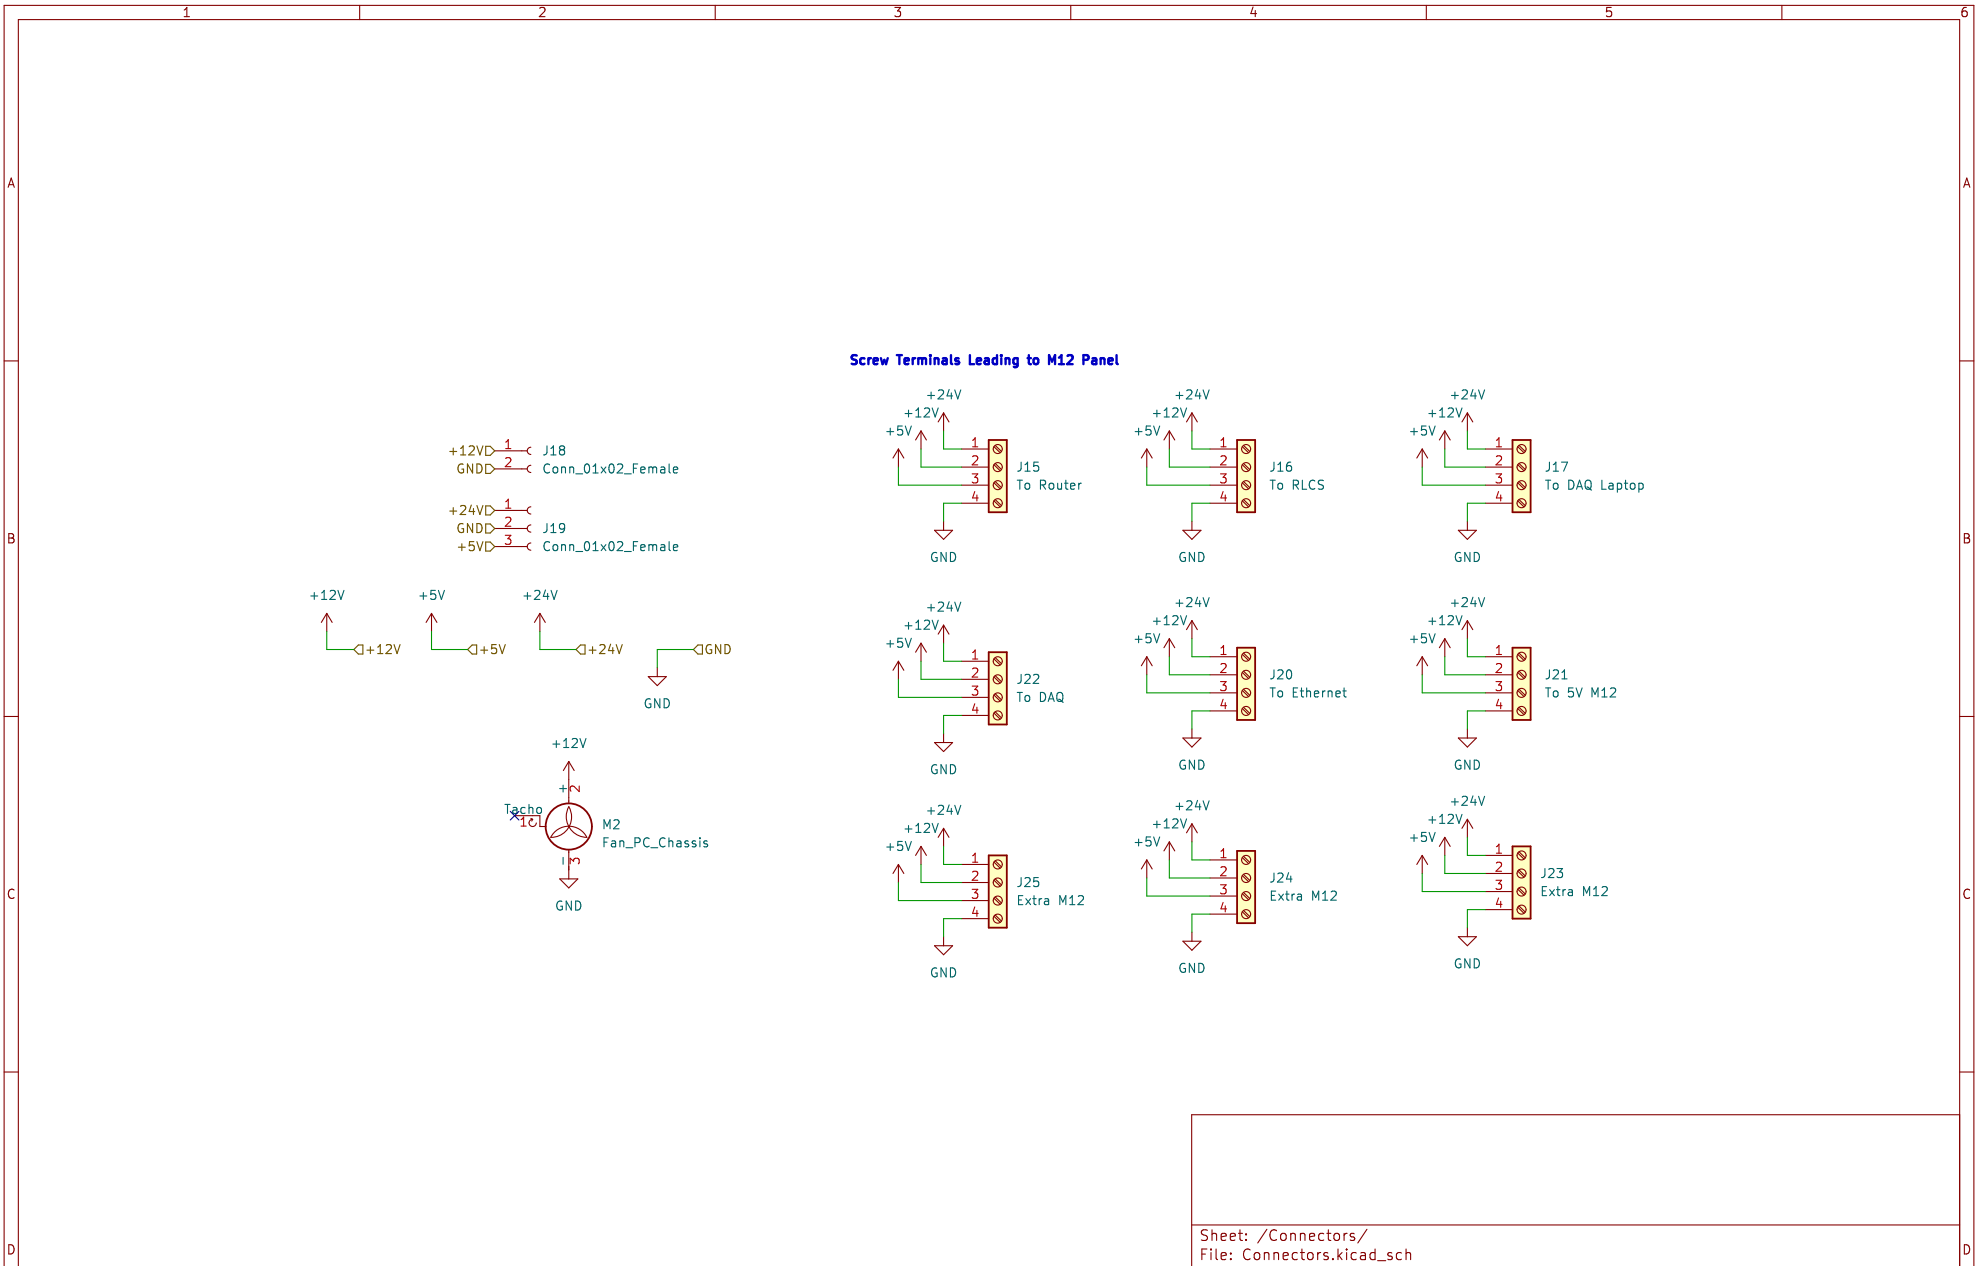 1 2 3 4 5 6
A A
Screw Terminals Leading to M12 Panel
+24V +24V +24V
+12V +12V +12V
+5V +5V +5V
+12V 1 J18 1 1 1
GND 2 Conn_01x02_Female 2 J15 2 J16 2 J17
3 To Router 3 To RLCS 3 To DAQ Laptop
+24V 1 4 4 4
GND 2 J19
B B
+5V 3 Conn_01x02_Female
GND GND GND
+12V +5V +24V
+24V +24V +24V
+12V +12V +12V
+5V +5V +5V
+12V +5V +24V GND
1 1 1
2 J22 2 J20 2 J21
3 To DAQ 3 To Ethernet 3 To 5V M12
4 4 4
GND
GND GND GND
+12V
+ 2
+24V +24V +24V
Tacho
+12V +12V +12V
1 M2
+5V +5V +5V
Fan_PC_Chassis
- 3
1 1 1
2 J25 2 J24 2 J23
3 Extra M12 3 Extra M12 3 Extra M12
4 4 4
C C
GND
GND GND GND
Sheet: /Connectors/
File: Connectors.kicad_sch
D D